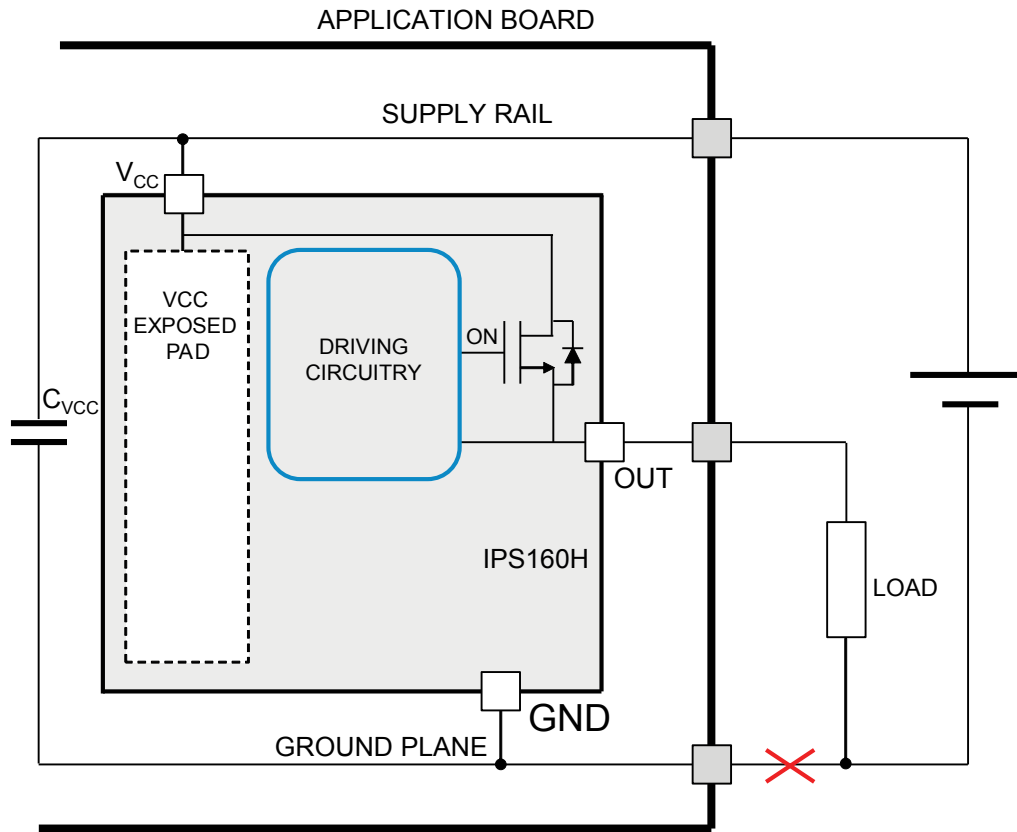 APPLICATION BOARD
SUPPLY RAIL
VCC
VCC
EXPOSED
PAD
DRIVING
CIRCUITRY
ON
CVCC
OUT
IPS160H
LOAD
GND
GROUND PLANE